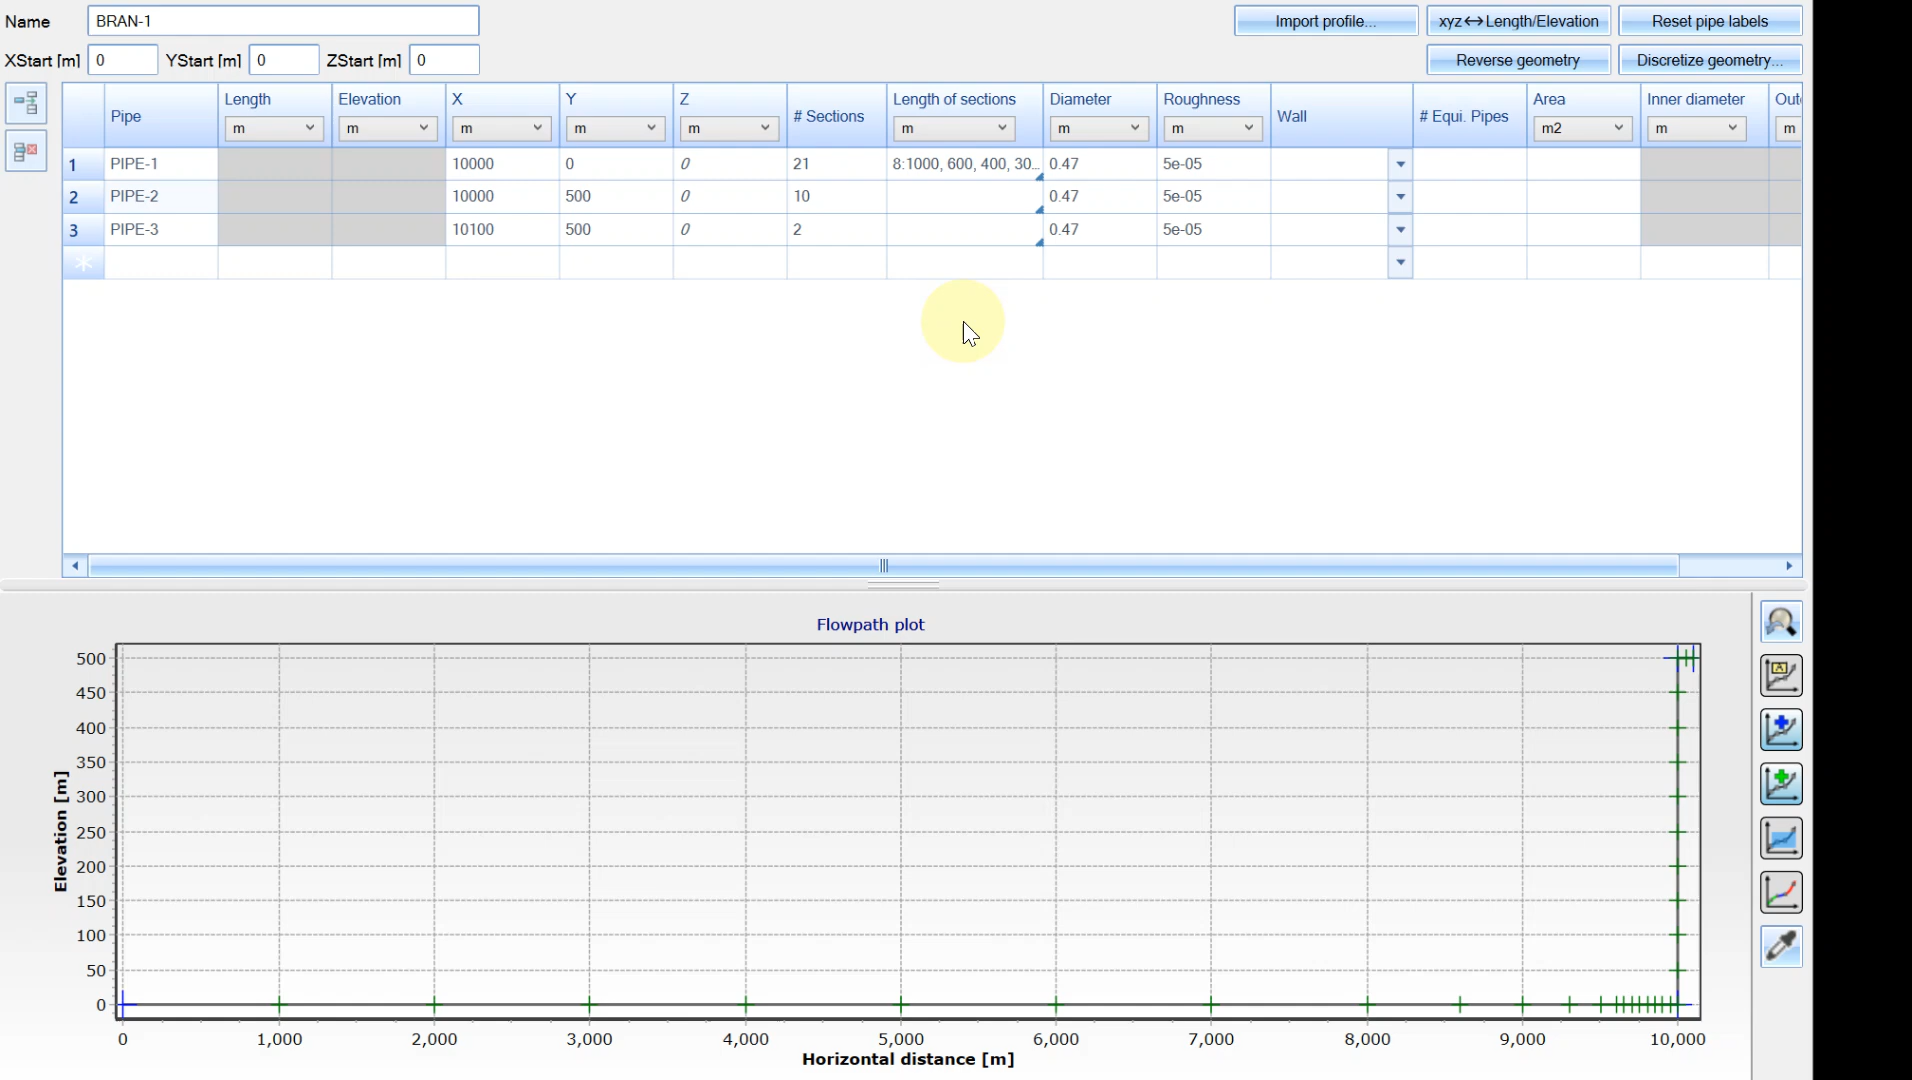 Name BRAN-1 Import profile... xyz<->Length/Elevation Reset pipe labels
XStart [m] 0 YStart [m] 0 ZStart [m] 0 Reverse geometry Discretize geometry...
Pipe Length Elevation X Y Z # Sections Length of sections Diameter Roughness Wall # Equi. Pipes Area Inner diameter Out
m m m m m m m m m2 m m
1 PIPE-1 10000 0 0 21 8:1000, 600, 400, 30... 0.47 5e-05
2 PIPE-2 10000 500 0 10 0.47 5e-05
3 PIPE-3 10100 500 0 2 0.47 5e-05
Flowpath plot
500
450
400
350
300
250
200
150
100
50
0
Elevation [m]
0 1,000 2,000 3,000 4,000 5,000 6,000 7,000 8,000 9,000 10,000
Horizontal distance [m]
A